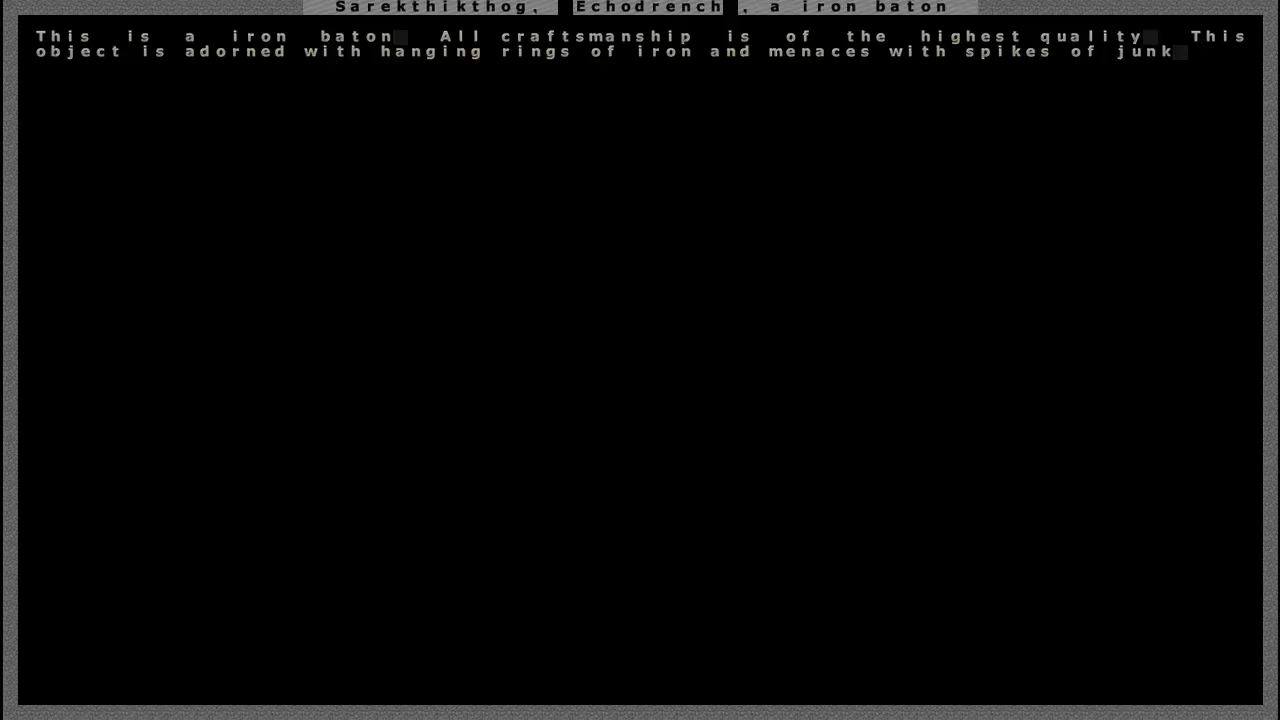 Sarekthikthog, Echodrench, a iron baton
This is a iron baton. All craftsmanship is of the highest quality. This
object is adorned with hanging rings of iron and menaces with spikes of junk.